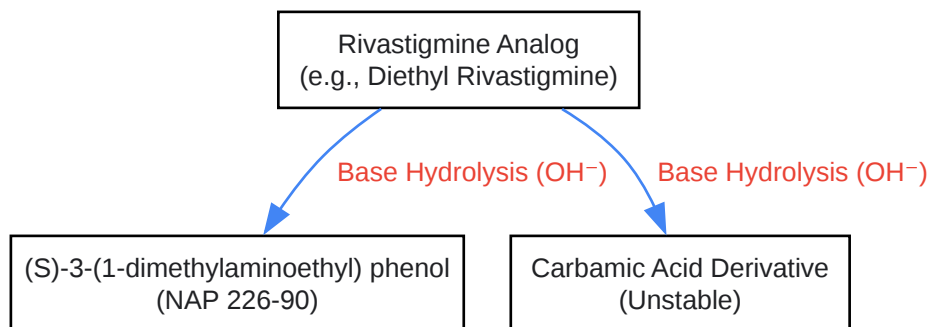 Rivastigmine Analog
(e.g., Diethyl Rivastigmine)
Base Hydrolysis (OH⁻)
Base Hydrolysis (OH⁻)
(S)-3-(1-dimethylaminoethyl) phenol
(NAP 226-90)
Carbamic Acid Derivative
(Unstable)